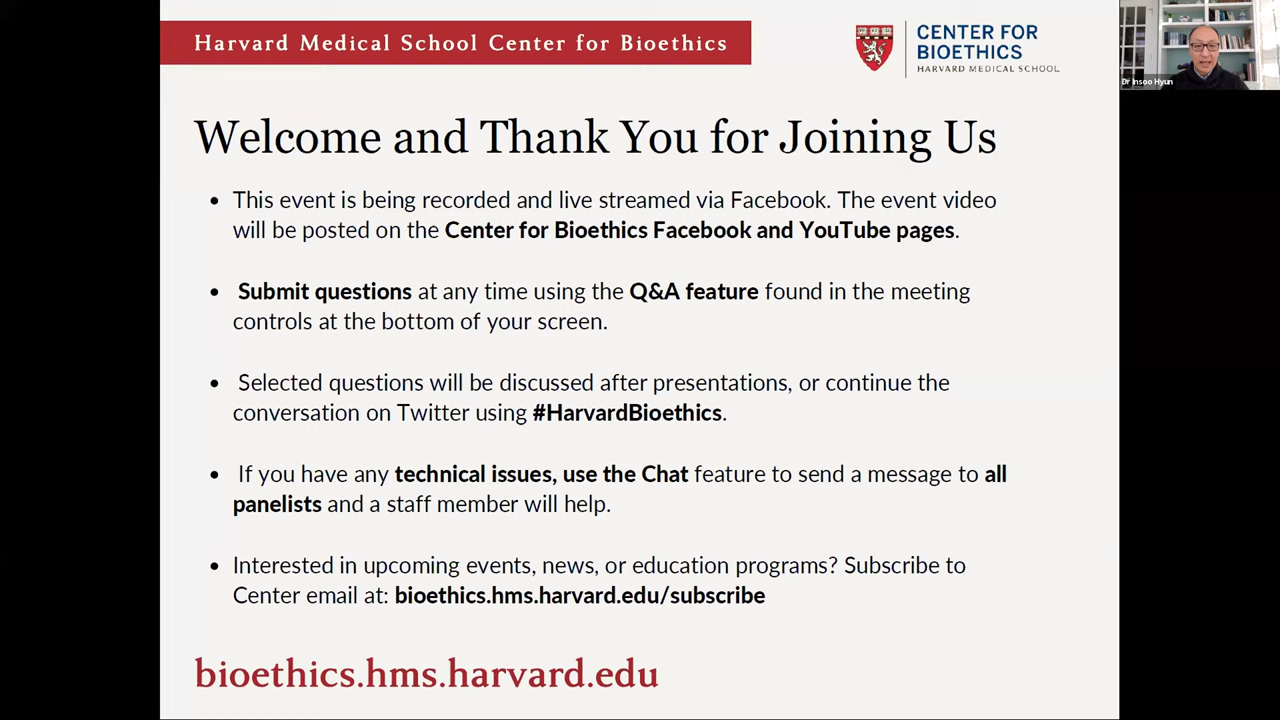 Harvard Medical School Center for Bioethics
CENTER FOR
BIOETHICS
HARVARD MEDICAL SCHOOL
Dr Insoo Hyun
Welcome and Thank You for Joining Us
• This event is being recorded and live streamed via Facebook. The event video
will be posted on the Center for Bioethics Facebook and YouTube pages.
• Submit questions at any time using the Q&A feature found in the meeting
controls at the bottom of your screen.
• Selected questions will be discussed after presentations, or continue the
conversation on Twitter using #HarvardBioethics.
• If you have any technical issues, use the Chat feature to send a message to all
panelists and a staff member will help.
• Interested in upcoming events, news, or education programs? Subscribe to
Center email at: bioethics.hms.harvard.edu/subscribe
bioethics.hms.harvard.edu